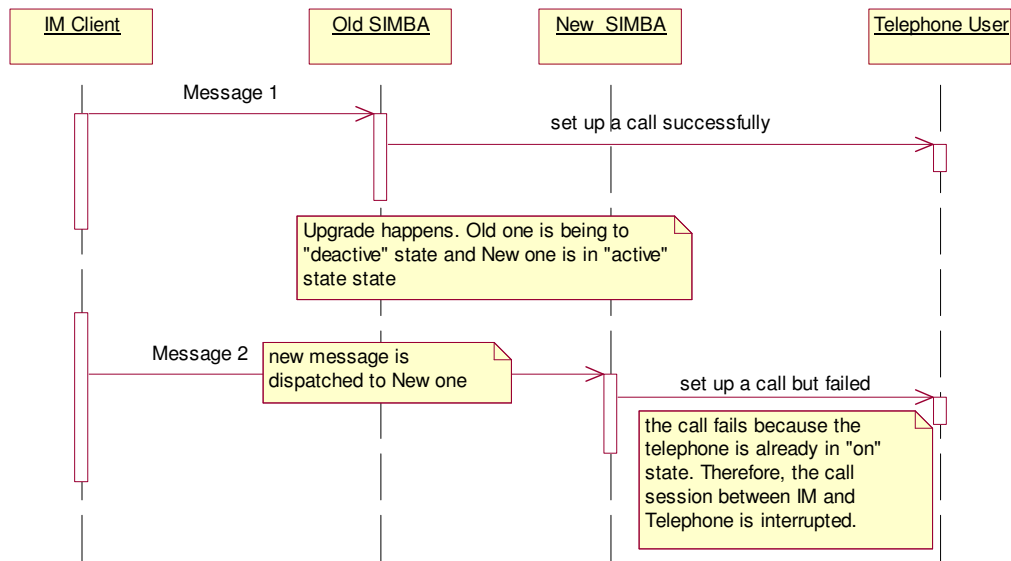 IM Client
Old SIMBA
New SIMBA
Telephone User
Message 1
set up a call successfully
Upgrade happens. Old one is being to
"deactive" state and New one is in "active"
state state
Message 2
new message is
dispatched to New one
set up a call but failed
the call fails because the
telephone is already in "on"
state. Therefore, the call
session between IM and
Telephone is interrupted.